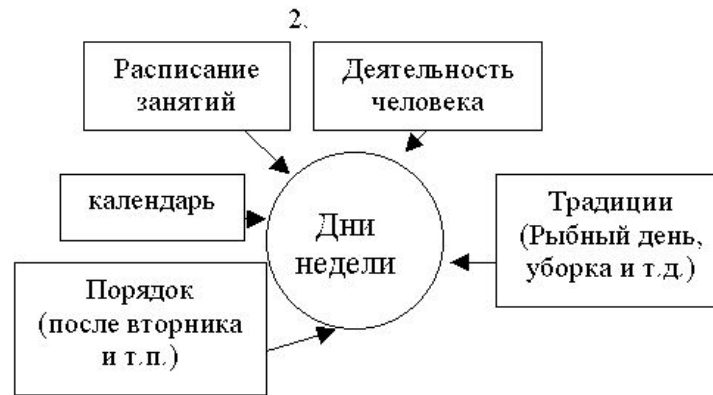 2.
Расписание
занятий
Деятельность
человека
календарь
Дни
недели
Традиции
(Рыбный день,
уборка и т.д.)
Порядок
(после вторника
и т.п.)